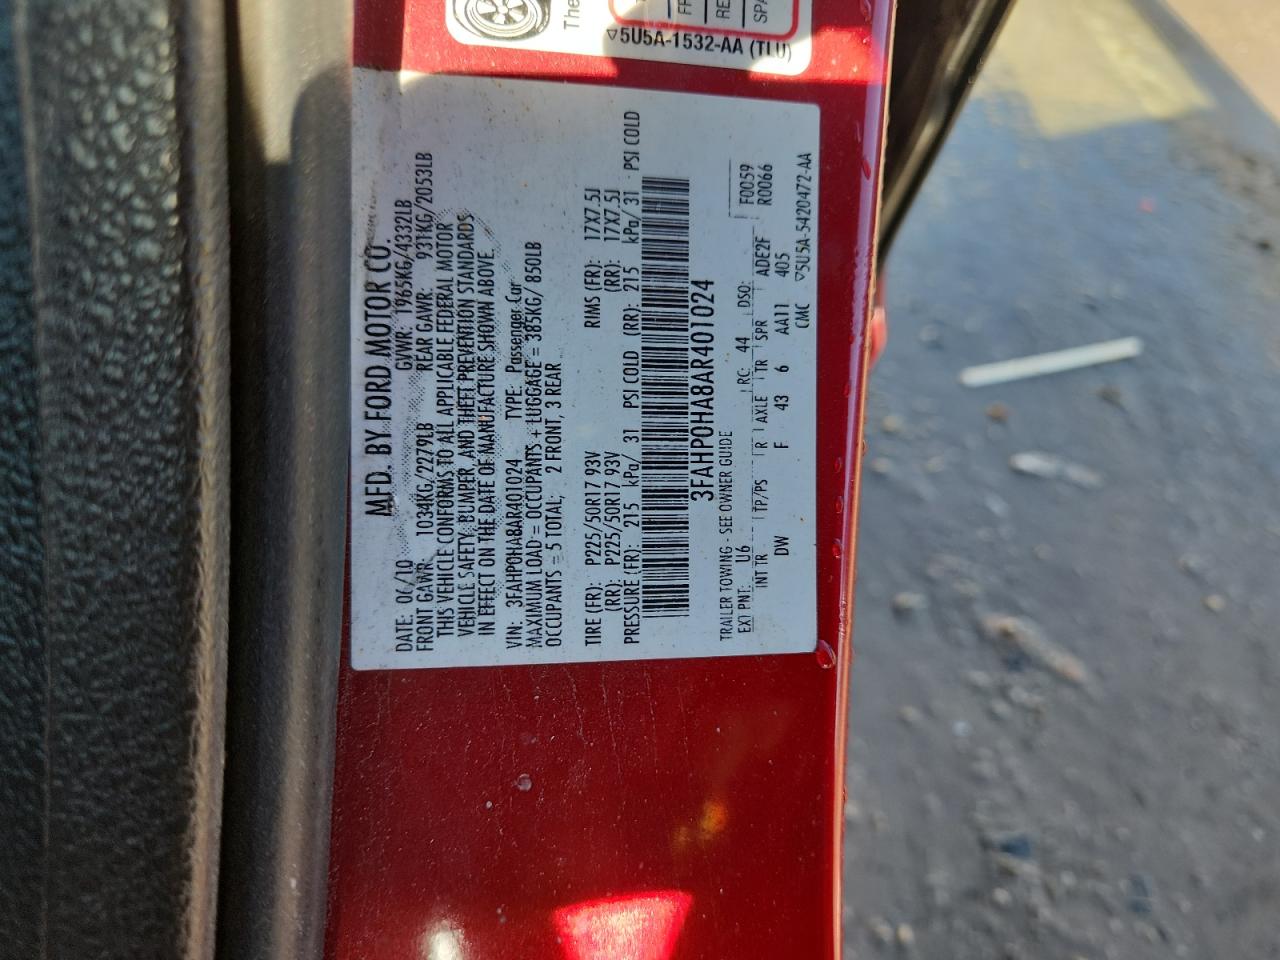 The
FR
RE
SPA
▽5U5A-1532-AA (TLU)
MFD. BY FORD MOTOR CO.
DATE: 06/10 GVWR: 1965KG/4332LB
FRONT GAWR: 1034KG/2279LB REAR GAWR: 931KG/2053LB
THIS VEHICLE CONFORMS TO ALL APPLICABLE FEDERAL MOTOR
VEHICLE SAFETY, BUMPER, AND THEFT PREVENTION STANDARDS
IN EFFECT ON THE DATE OF MANUFACTURE SHOWN ABOVE.
VIN: 3FAHP0HA8AR401024 TYPE: Passenger Car
MAXIMUM LOAD = OCCUPANTS + LUGGAGE = 385KG/ 850LB
OCCUPANTS = 5 TOTAL; 2 FRONT, 3 REAR
TIRE (FR): P225/50R17 93V RIMS (FR): 17X7.5J
(RR): P225/50R17 93V (RR): 17X7.5J
PRESSURE (FR): 215 kPa/ 31 PSI COLD (RR): 215 kPa/ 31 PSI COLD
3FAHP0HA8AR401024
TRAILER TOWING - SEE OWNER GUIDE F0059
EXT PNT: U6 RC: 44 DSO: R0066
INT TR TP/PS R AXLE TR SPR ADE2F
DW F 43 6 AA11 405
CMC ▽5U5A-5420472-AA